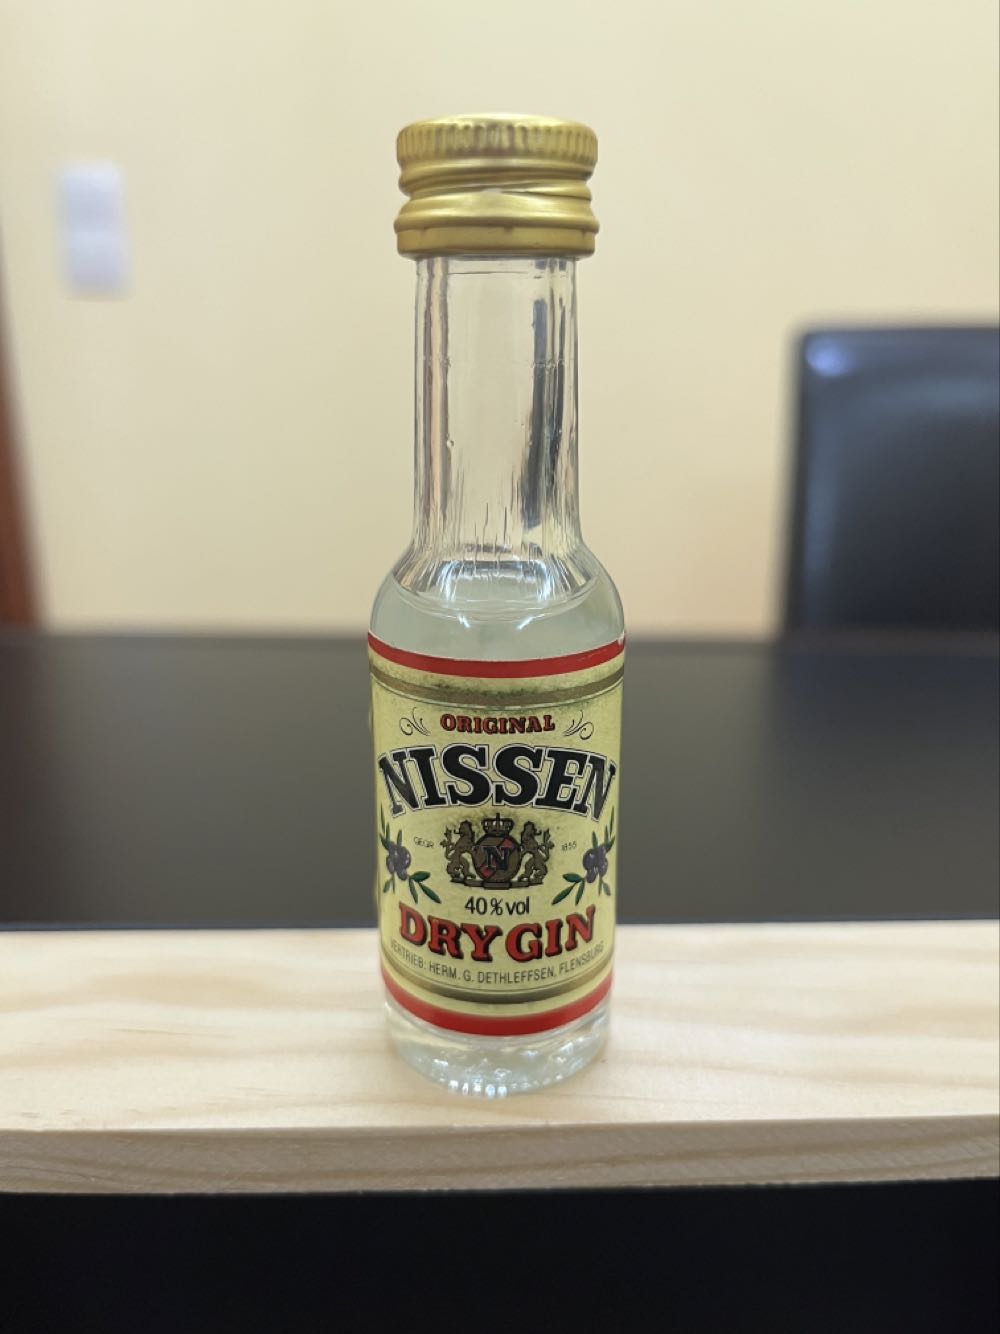 ORIGINAL
NISSEN
GEGR 1855
N
40% vol
DRY GIN
VERTRIEB: HERM. G. DETHLEFFSEN, FLENSBURG